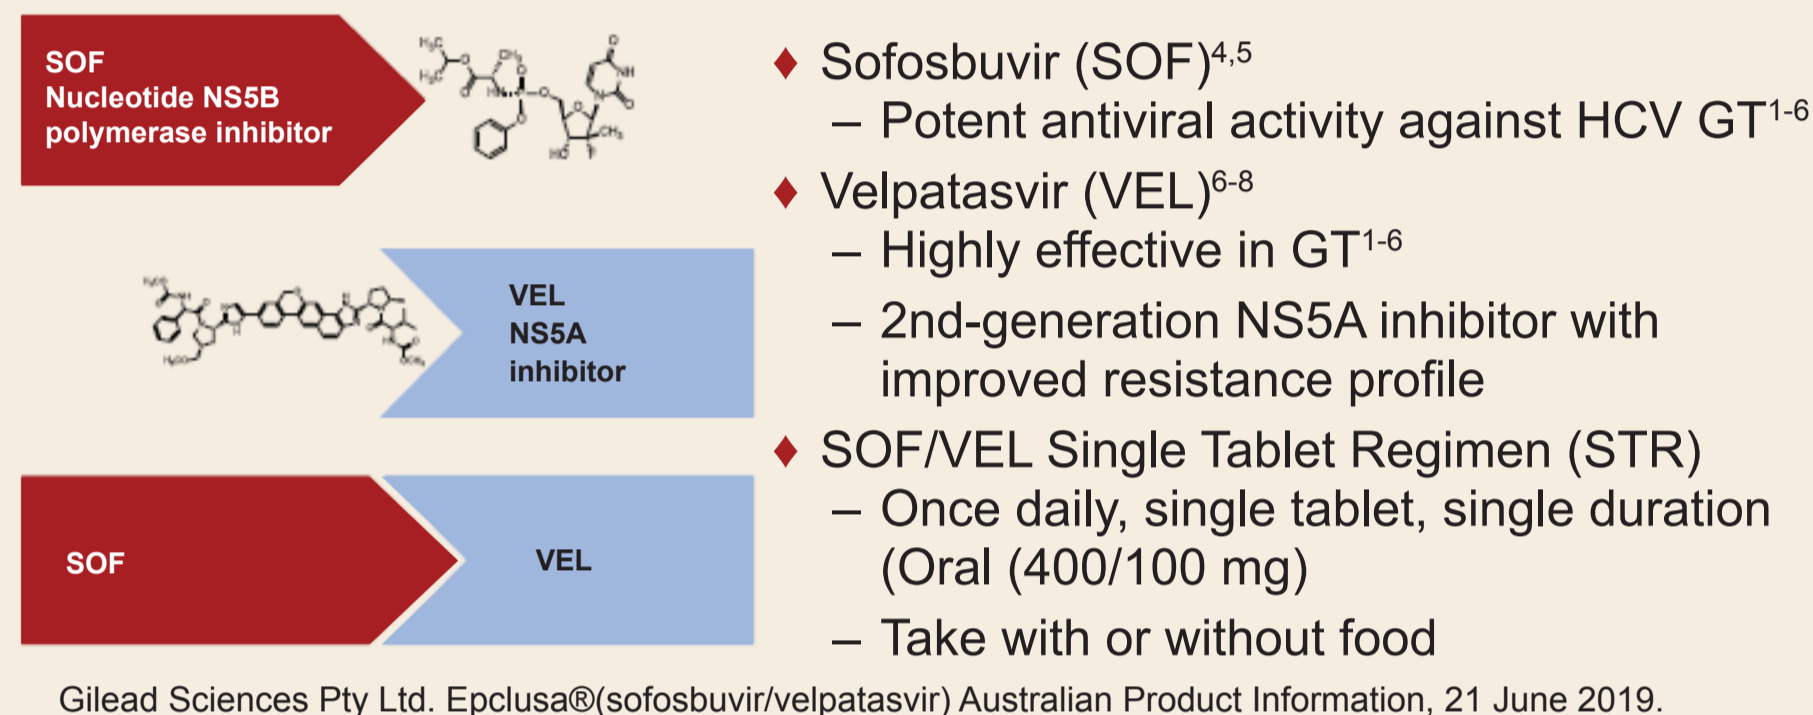 SOF
Nucleotide NS5B
polymerase inhibitor
VEL
NS5A
inhibitor
SOF
VEL
♦ Sofosbuvir (SOF)4,5
– Potent antiviral activity against HCV GT1-6
♦ Velpatasvir (VEL)6-8
– Highly effective in GT1-6
– 2nd-generation NS5A inhibitor with
improved resistance profile
♦ SOF/VEL Single Tablet Regimen (STR)
– Once daily, single tablet, single duration
(Oral (400/100 mg)
– Take with or without food
Gilead Sciences Pty Ltd. Epclusa®(sofosbuvir/velpatasvir) Australian Product Information, 21 June 2019.